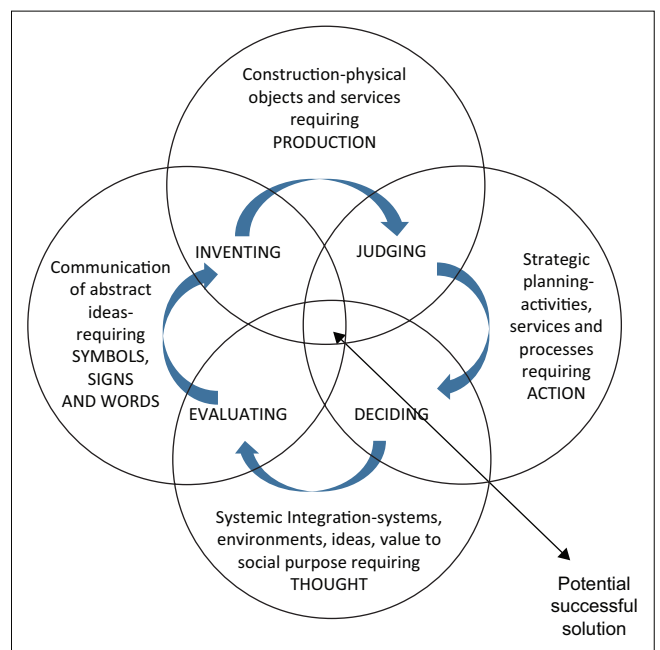 Construction-physical
objects and services
requiring
PRODUCTION
INVENTING
JUDGING
Communication
of abstract
ideas-
requiring
SYMBOLS,
SIGNS
AND WORDS
Strategic
planning-
activities,
services and
processes
requiring
ACTION
EVALUATING
DECIDING
Systemic Integration-systems,
environments, ideas, value to
social purpose requiring
THOUGHT
Potential
successful
solution